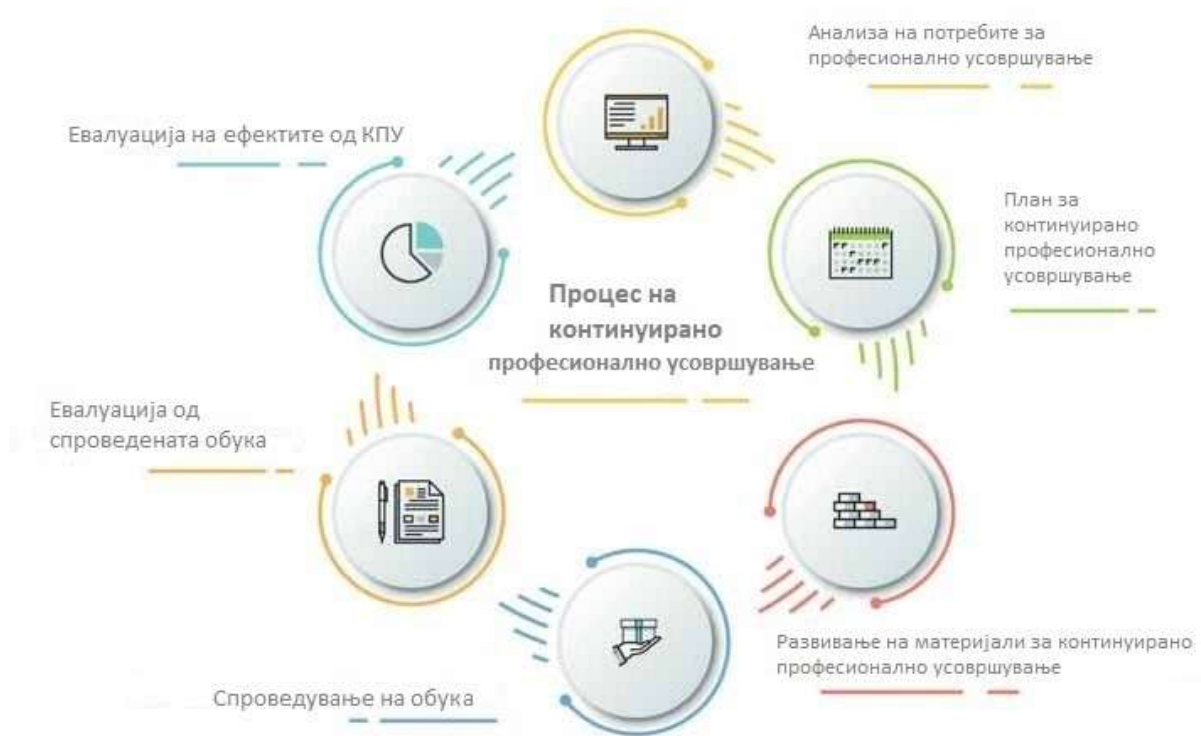 Анализа на потребите за
професионално усовршување
Евалуација на ефектите од КПУ
План за
континуирано
професионално
усовршување
Процес на
континуирано
професионално усовршување
Евалуација од
спроведената обука
Развивање на материјали за континуирано
професионално усовршување
Спроведување на обука